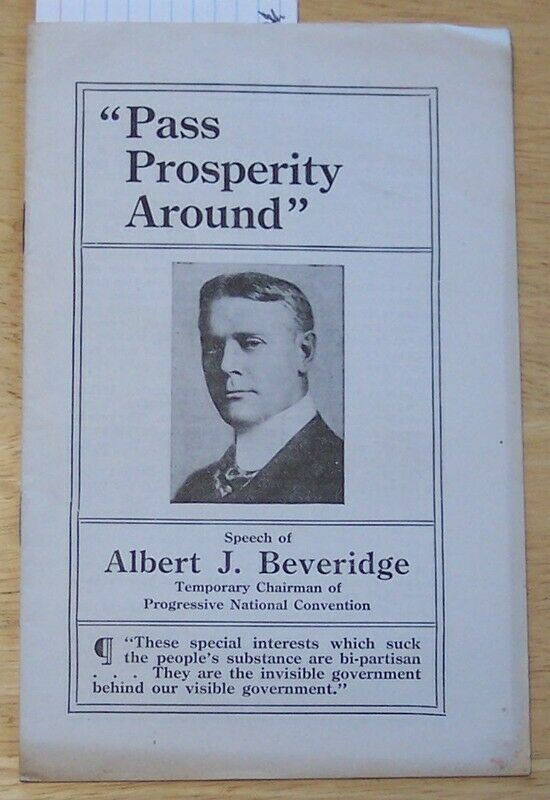 “Pass
Prosperity
Around”
Speech of
Albert J. Beveridge
Temporary Chairman of
Progressive National Convention
¶ “These special interests which suck
the people's substance are bi-partisan
. . . They are the invisible government
behind our visible government.”